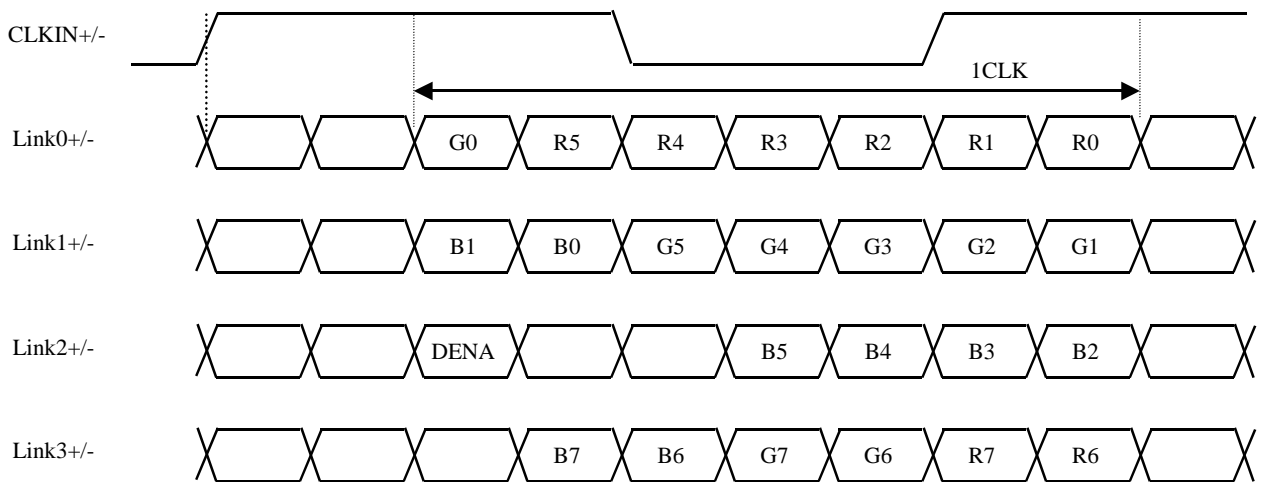 CLKIN+/-
1CLK
Link0+/- G0 R5 R4 R3 R2 R1 R0
Link1+/- B1 B0 G5 G4 G3 G2 G1
Link2+/- DENA B5 B4 B3 B2
Link3+/- B7 B6 G7 G6 R7 R6